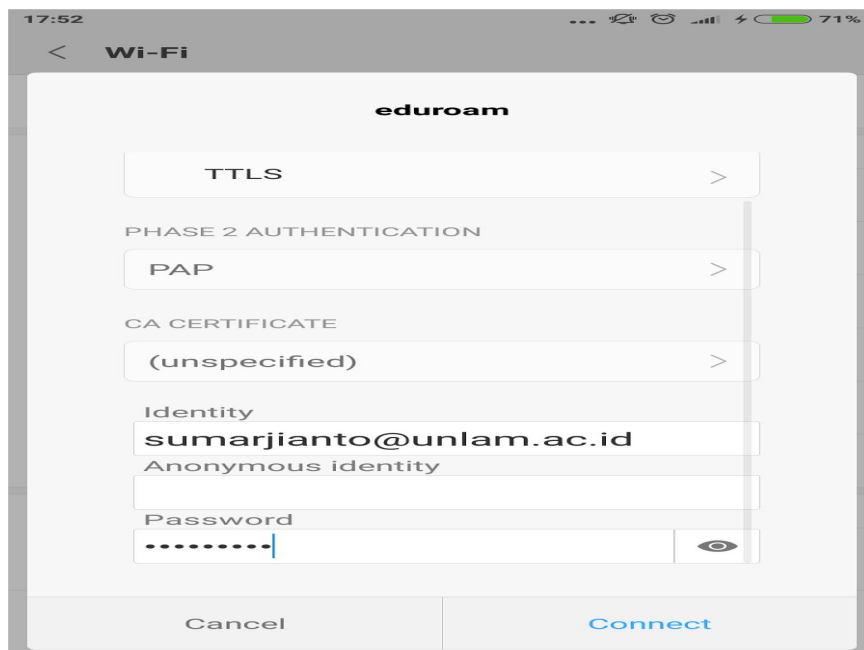 17:52 ... 71%
< Wi-Fi
eduroam
TTLS >
PHASE 2 AUTHENTICATION
PAP >
CA CERTIFICATE
(unspecified) >
Identity
sumarjianto@unlam.ac.id
Anonymous identity
Password
•••••••••
Cancel Connect